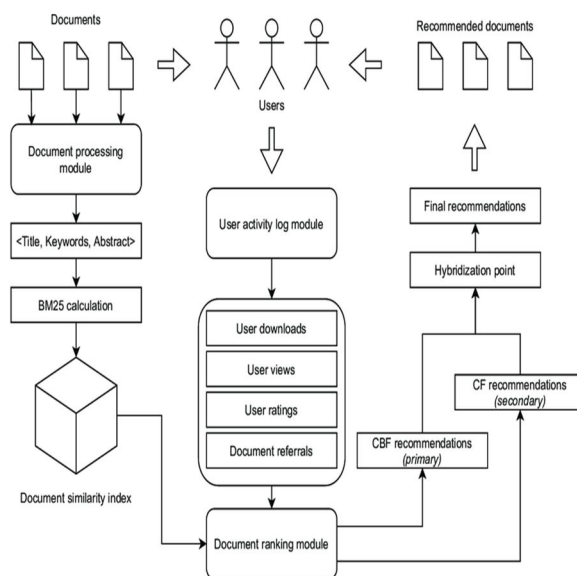 Documents
Users
Recommended documents
Document processing
module
<Title, Keywords, Abstract>
BM25 calculation
Document similarity index
User activity log module
User downloads
User views
User ratings
Document referrals
Document ranking module
CBF recommendations
(primary)
CF recommendations
(secondary)
Hybridization point
Final recommendations